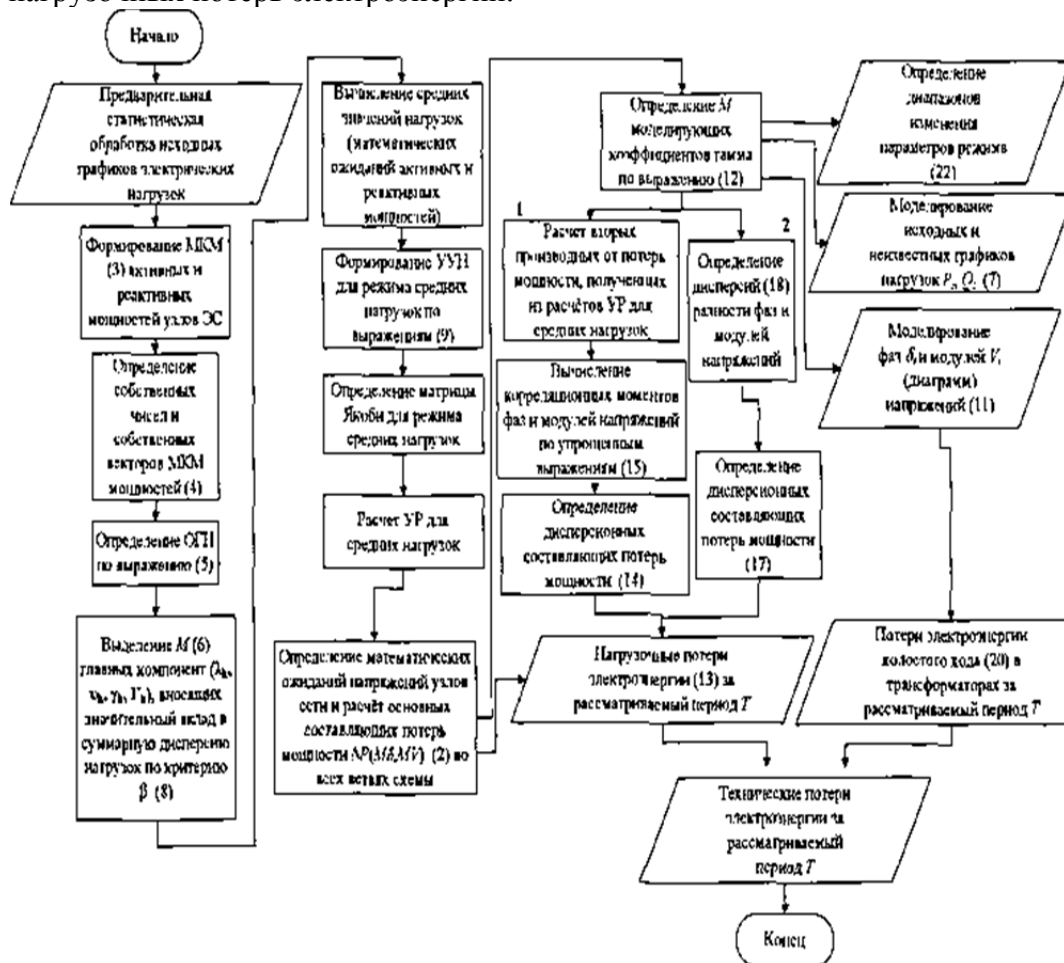 нагрузочных потерь электроэнергии.
Начало
Предварительная
статистическая
обработка исходных
графиков электрических
нагрузок
Формирование МКМ
(3) активных и
реактивных
мощностей узлов ЭС
Определение
собственных
чисел и
собственных
векторов МКМ
мощностей (4)
Определение ОГН
по выражению (5)
Выделение M (6)
главных компонент (λk,
υk, γk, Гk), вносящих
значительный вклад в
суммарную дисперсию
нагрузок по критерию
β (8)
Вычисление средних
значений нагрузок
(математических
ожиданий активных и
реактивных
мощностей)
Формирование УУН
для режима средних
нагрузок по
выражениям (9)
Определение матрицы
Якоби для режима
средних нагрузок
Расчет УР для
средних нагрузок
Определение математических
ожиданий напряжений узлов
сети и расчёт основных
составляющих потерь
мощности ΔP(Mδ,MV) (2) во
всех ветвях схемы
Определение M
моделирующих
коэффициентов гамма
по выражению (12)
1
Расчет вторых
производных от потерь
мощности, полученных
из расчётов УР для
средних нагрузок
Вычисление
корреляционных моментов
фаз и модулей напряжений
по упрощенным
выражениям (15)
Определение
дисперсионных
составляющих потерь
мощности (14)
2
Определение
дисперсий (18)
разности фаз и
модулей
напряжений
Определение
дисперсионных
составляющих
потерь мощности
(17)
Определение
диапазонов
изменения
параметров режима
(22)
Моделирование
исходных и
неизвестных графиков
нагрузок Pi, Qi (7)
Моделирование
фаз δi и модулей Vi
(диаграмм)
напряжений (11)
Нагрузочные потери
электроэнергии (13) за
рассматриваемый период T
Потери электроэнергии
холостого хода (20) в
трансформаторах за
рассматриваемый период T
Технические потери
электроэнергии за
рассматриваемый
период T
Конец